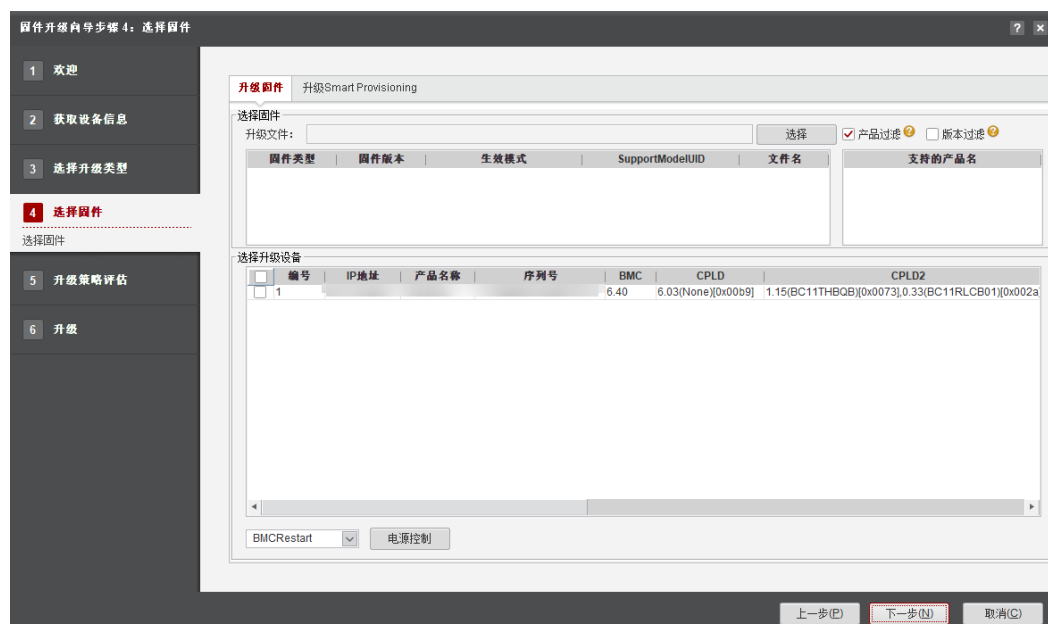 固件升级向导步骤 4：选择固件
? ×
1 欢迎
2 获取设备信息
3 选择升级类型
4 选择固件
选择固件
5 升级策略评估
6 升级
升级固件 升级Smart Provisioning
选择固件
升级文件： 选择 产品过滤 ? 版本过滤 ?
固件类型 固件版本 生效模式 SupportModelUID 文件名 支持的产品名
选择升级设备
编号 IP地址 产品名称 序列号 BMC CPLD CPLD2
1 6.40 6.03(None)[0x00b9] 1.15(BC11THBQB)[0x0073],0.33(BC11RLCB01)[0x002a
BMCRestart 电源控制
上一步(P) 下一步(N) 取消(C)